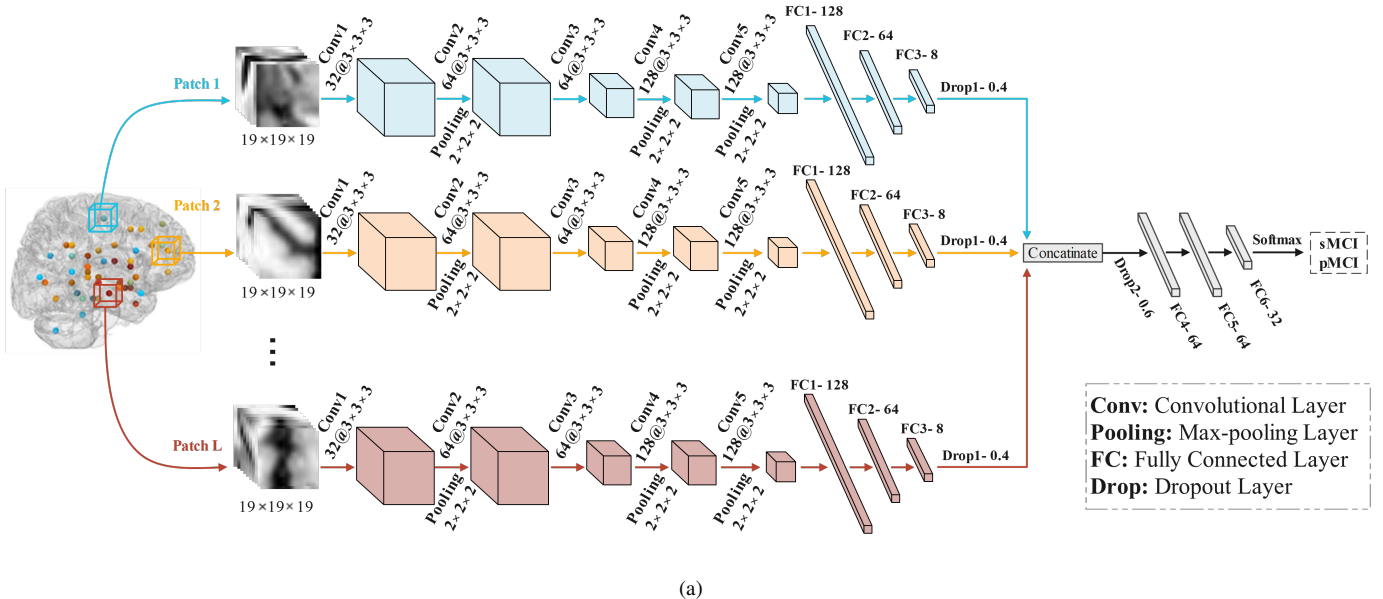 Patch 1
19×19×19
Conv1
32@3×3×3
Conv2
64@3×3×3
Pooling
2×2×2
Conv3
64@3×3×3
Conv4
128@3×3×3
Pooling
2×2×2
Conv5
128@3×3×3
Pooling
2×2×2
FC1- 128
FC2- 64
FC3- 8
Drop1- 0.4
Patch 2
19×19×19
Conv1
32@3×3×3
Conv2
64@3×3×3
Pooling
2×2×2
Conv3
64@3×3×3
Conv4
128@3×3×3
Pooling
2×2×2
Conv5
128@3×3×3
Pooling
2×2×2
FC1- 128
FC2- 64
FC3- 8
Drop1- 0.4
Patch L
19×19×19
Conv1
32@3×3×3
Conv2
64@3×3×3
Pooling
2×2×2
Conv3
64@3×3×3
Conv4
128@3×3×3
Pooling
2×2×2
Conv5
128@3×3×3
Pooling
2×2×2
FC1- 128
FC2- 64
FC3- 8
Drop1- 0.4
Concatinate
Drop2- 0.6
FC4- 64
FC5- 64
FC6- 32
Softmax
sMCI
pMCI
Conv: Convolutional Layer
Pooling: Max-pooling Layer
FC: Fully Connected Layer
Drop: Dropout Layer
(a)